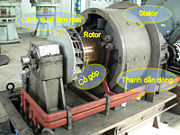 Cánh quạt làm mát
Stator
Rotor
Cổ góp
Thanh dẫn dòng